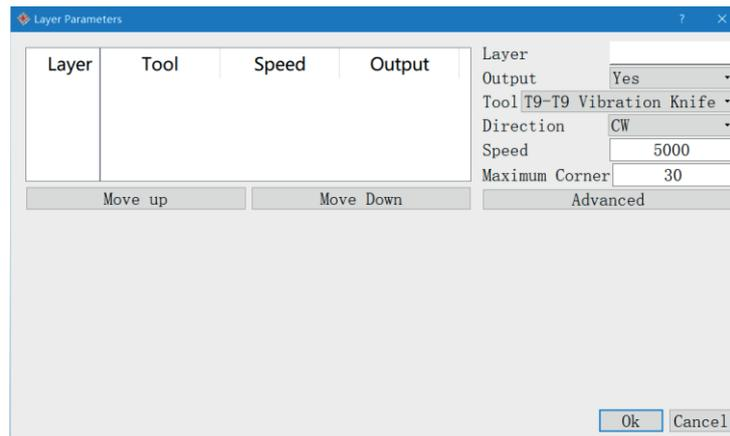 Layer Parameters
Layer Tool Speed Output
Layer
Output Yes
Tool T9-T9 Vibration Knife
Direction CW
Speed 5000
Maximum Corner 30
Move up Move Down Advanced
Ok Cancel